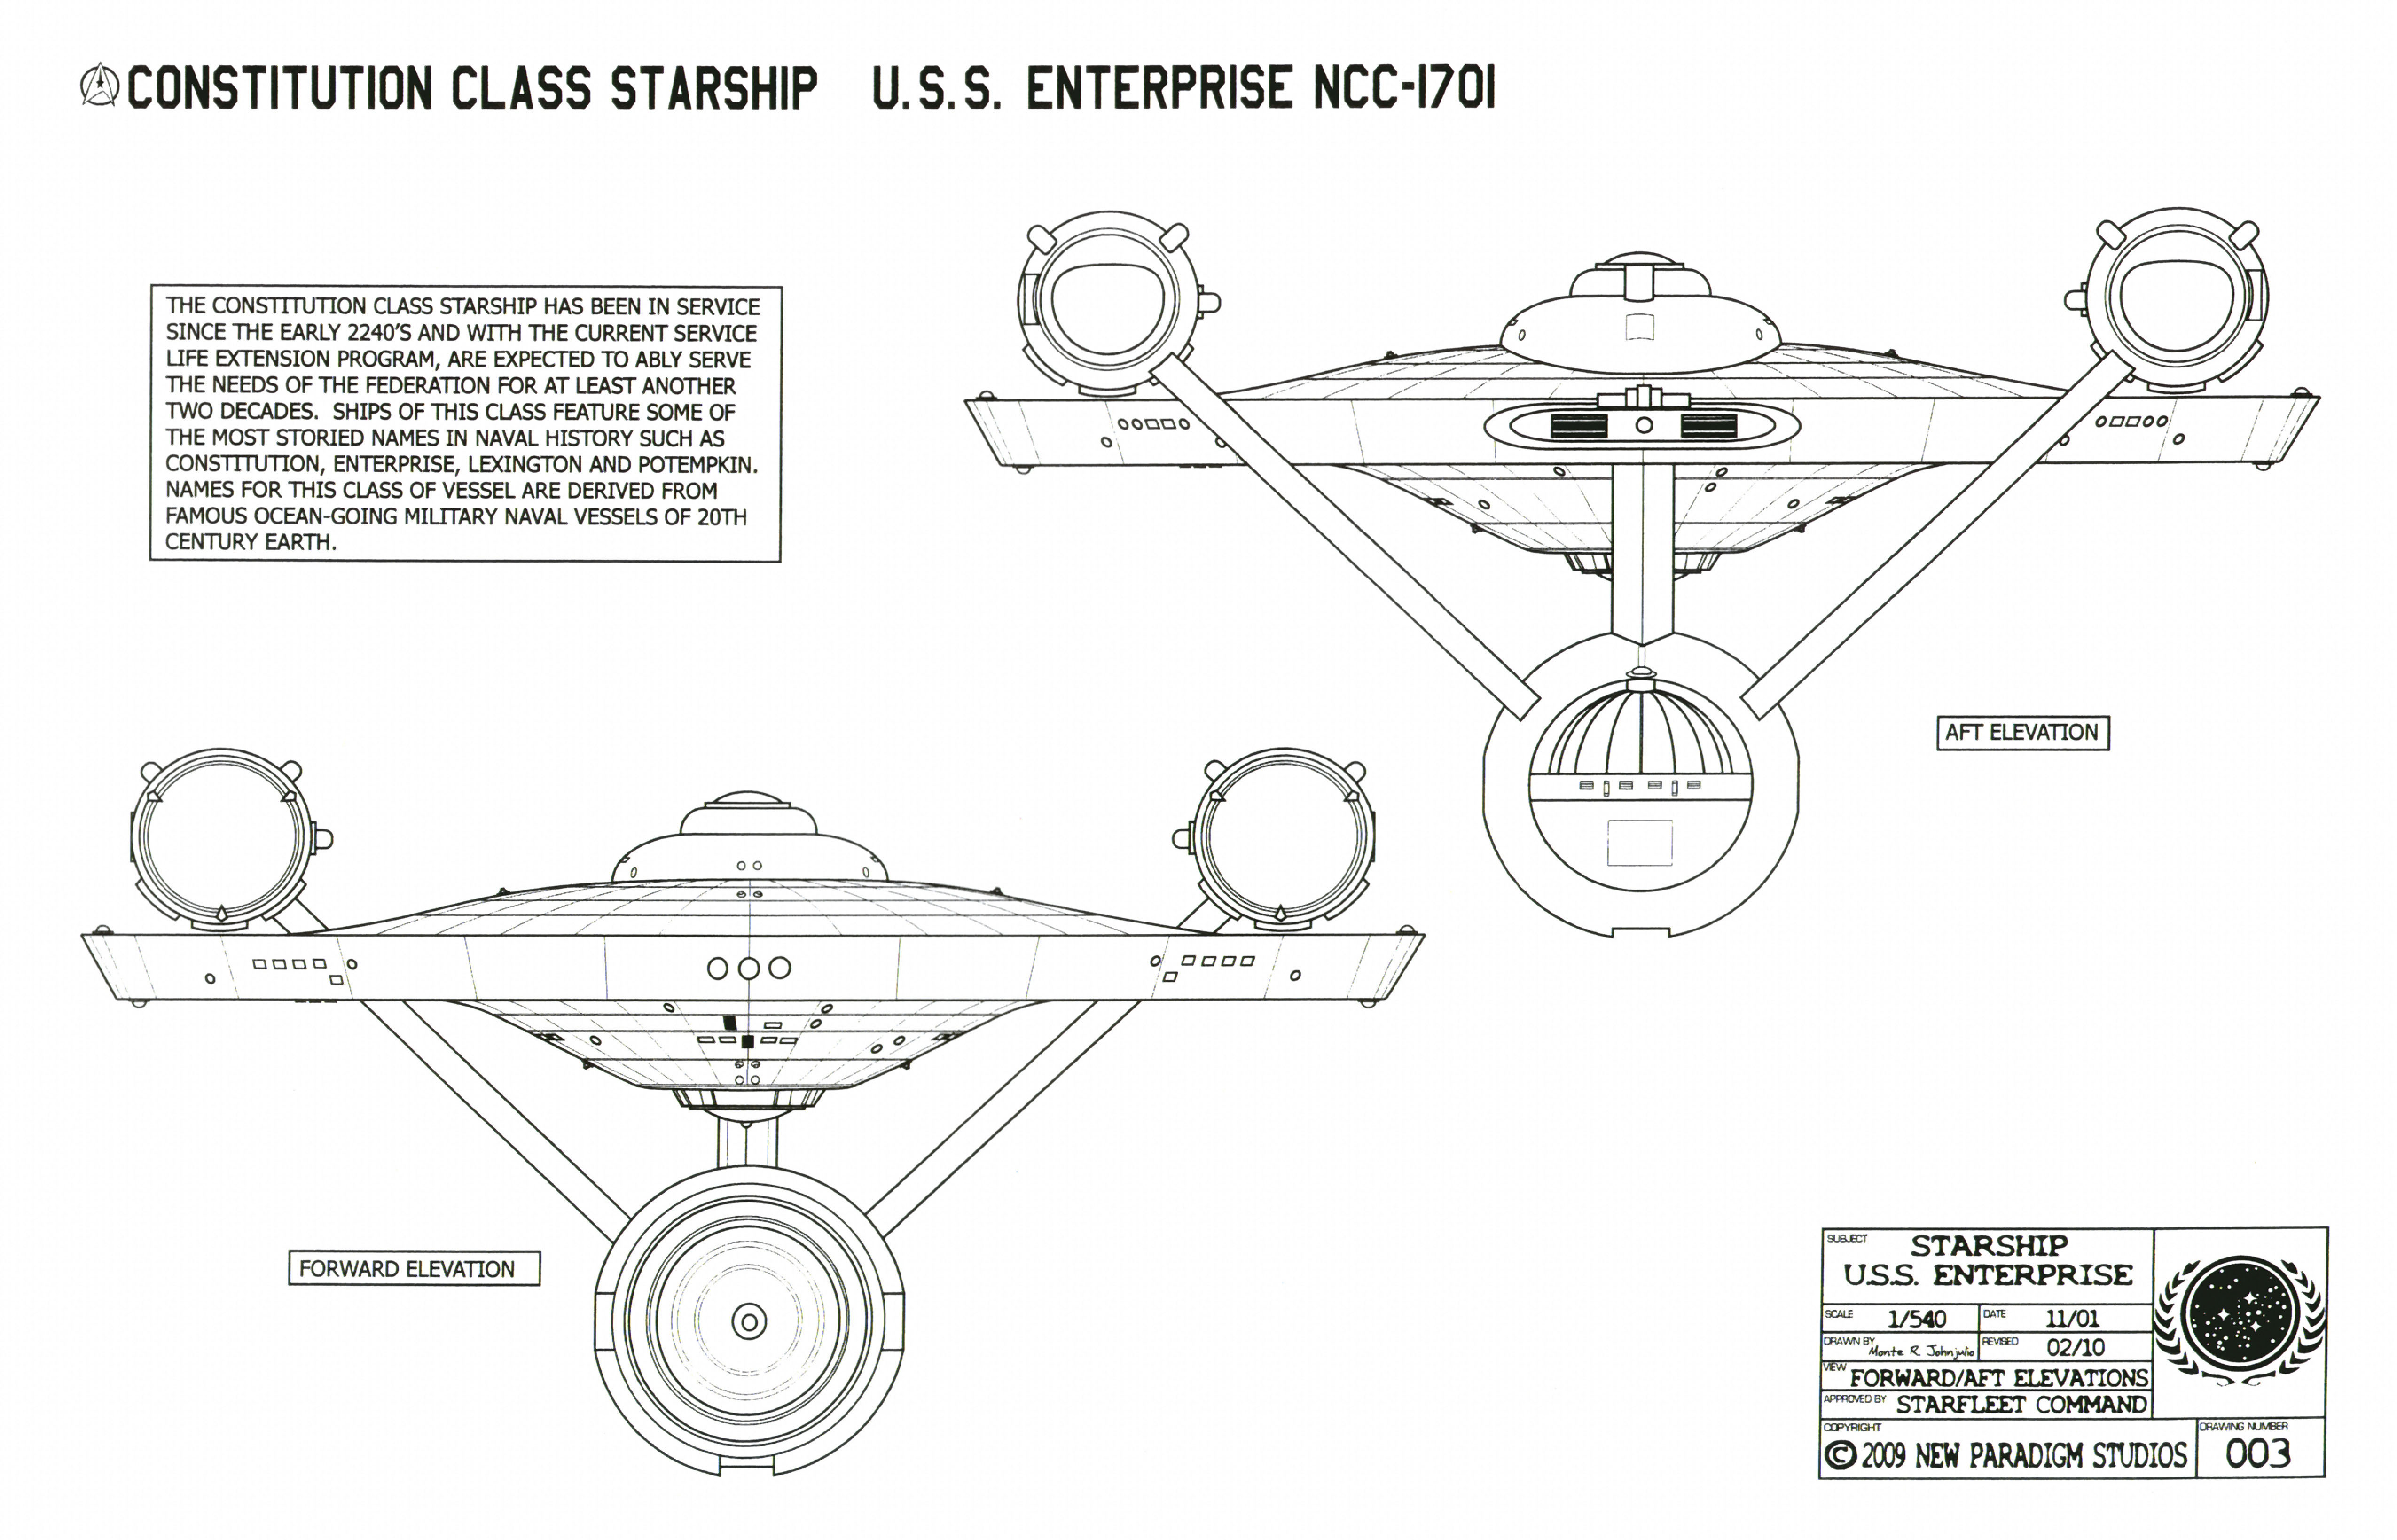 CONSTITUTION CLASS STARSHIP U.S.S. ENTERPRISE NCC-1701
THE CONSTITUTION CLASS STARSHIP HAS BEEN IN SERVICE
SINCE THE EARLY 2240'S AND WITH THE CURRENT SERVICE
LIFE EXTENSION PROGRAM, ARE EXPECTED TO ABLY SERVE
THE NEEDS OF THE FEDERATION FOR AT LEAST ANOTHER
TWO DECADES. SHIPS OF THIS CLASS FEATURE SOME OF
THE MOST STORIED NAMES IN NAVAL HISTORY SUCH AS
CONSTITUTION, ENTERPRISE, LEXINGTON AND POTEMPKIN.
NAMES FOR THIS CLASS OF VESSEL ARE DERIVED FROM
FAMOUS OCEAN-GOING MILITARY NAVAL VESSELS OF 20TH
CENTURY EARTH.
AFT ELEVATION
FORWARD ELEVATION
SUBJECT STARSHIP
U.S.S. ENTERPRISE
SCALE 1/540 DATE 11/01
DRAWN BY Monte R. Johnjulio REVISED 02/10
VIEW FORWARD/AFT ELEVATIONS
APPROVED BY STARFLEET COMMAND
COPYRIGHT DRAWING NUMBER
© 2009 NEW PARADIGM STUDIOS 003